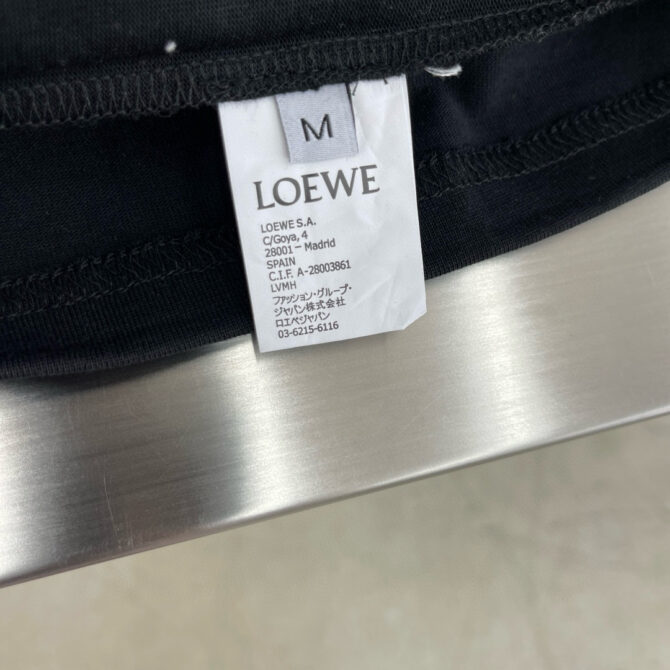 M
LOEWE
LOEWE S.A.
C/Goya, 4
28001 - Madrid
SPAIN
C.I.F. A-28003861
LVMH
ファッション・グループ・
ジャパン株式会社
ロエベジャパン
03-6215-6116